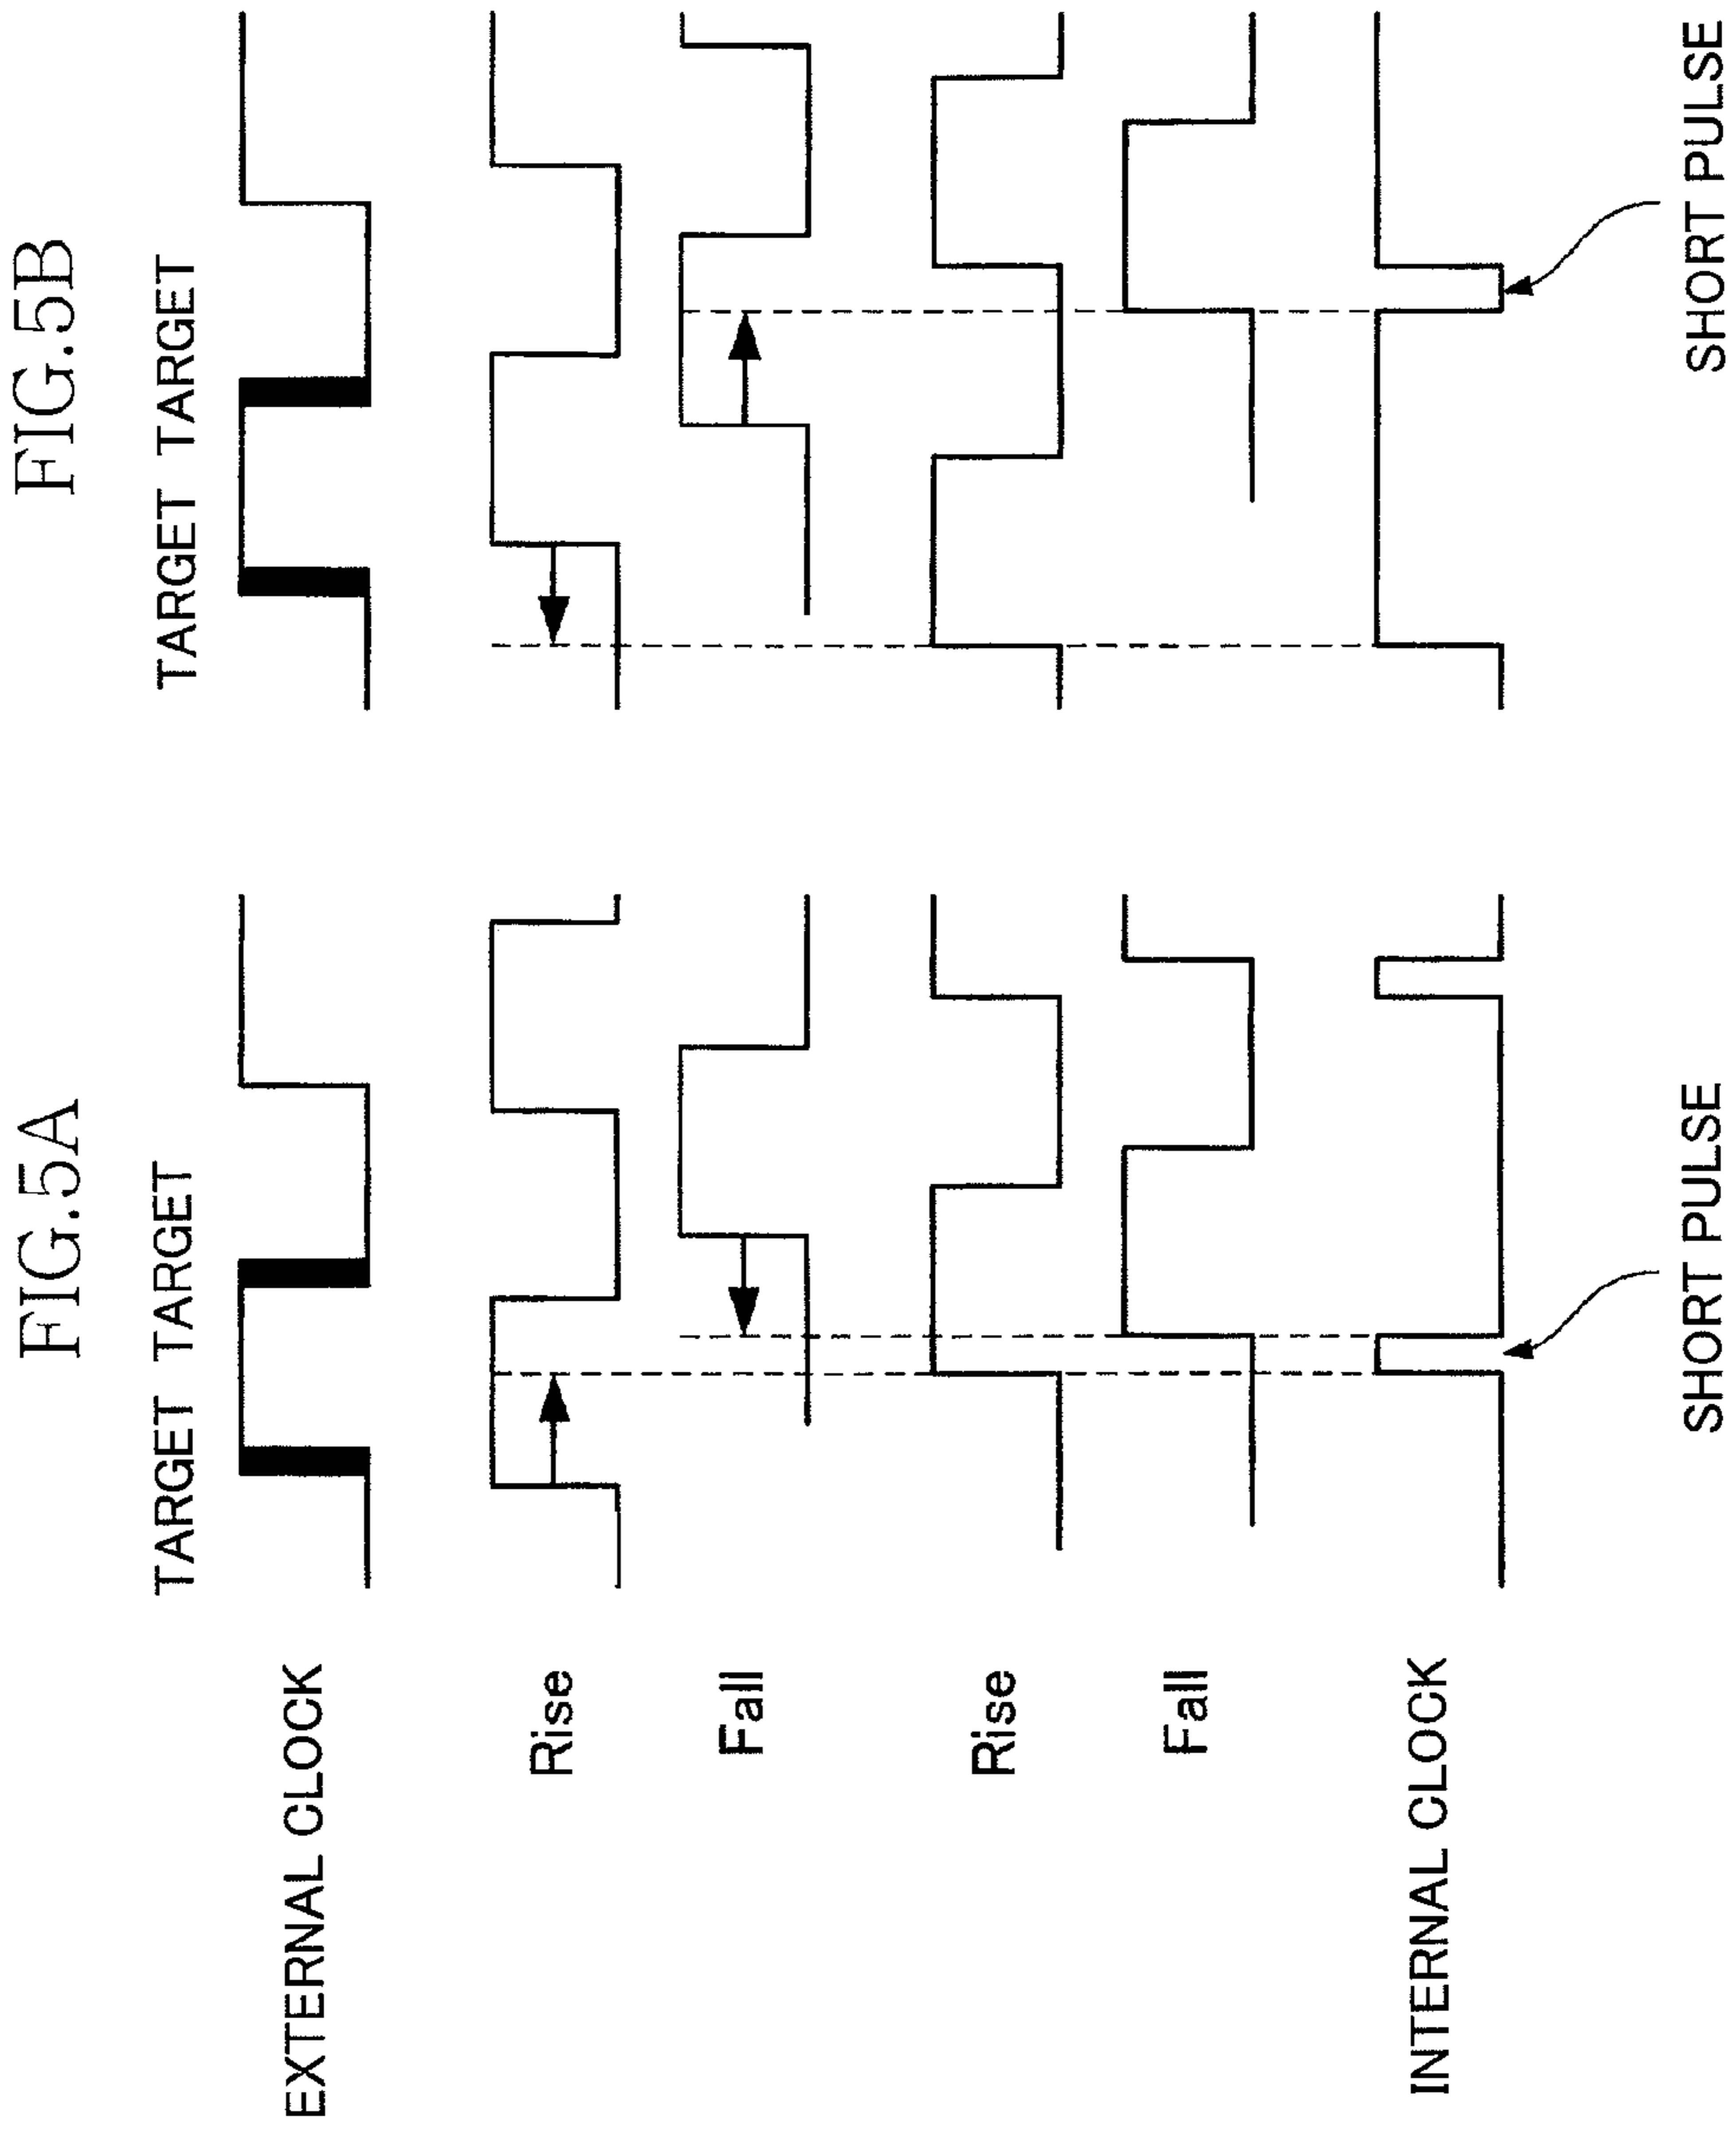 FIG.5A
TARGET TARGET
EXTERNAL CLOCK
Rise
Fall
Rise
Fall
INTERNAL CLOCK
SHORT PULSE
FIG.5B
TARGET TARGET
SHORT PULSE